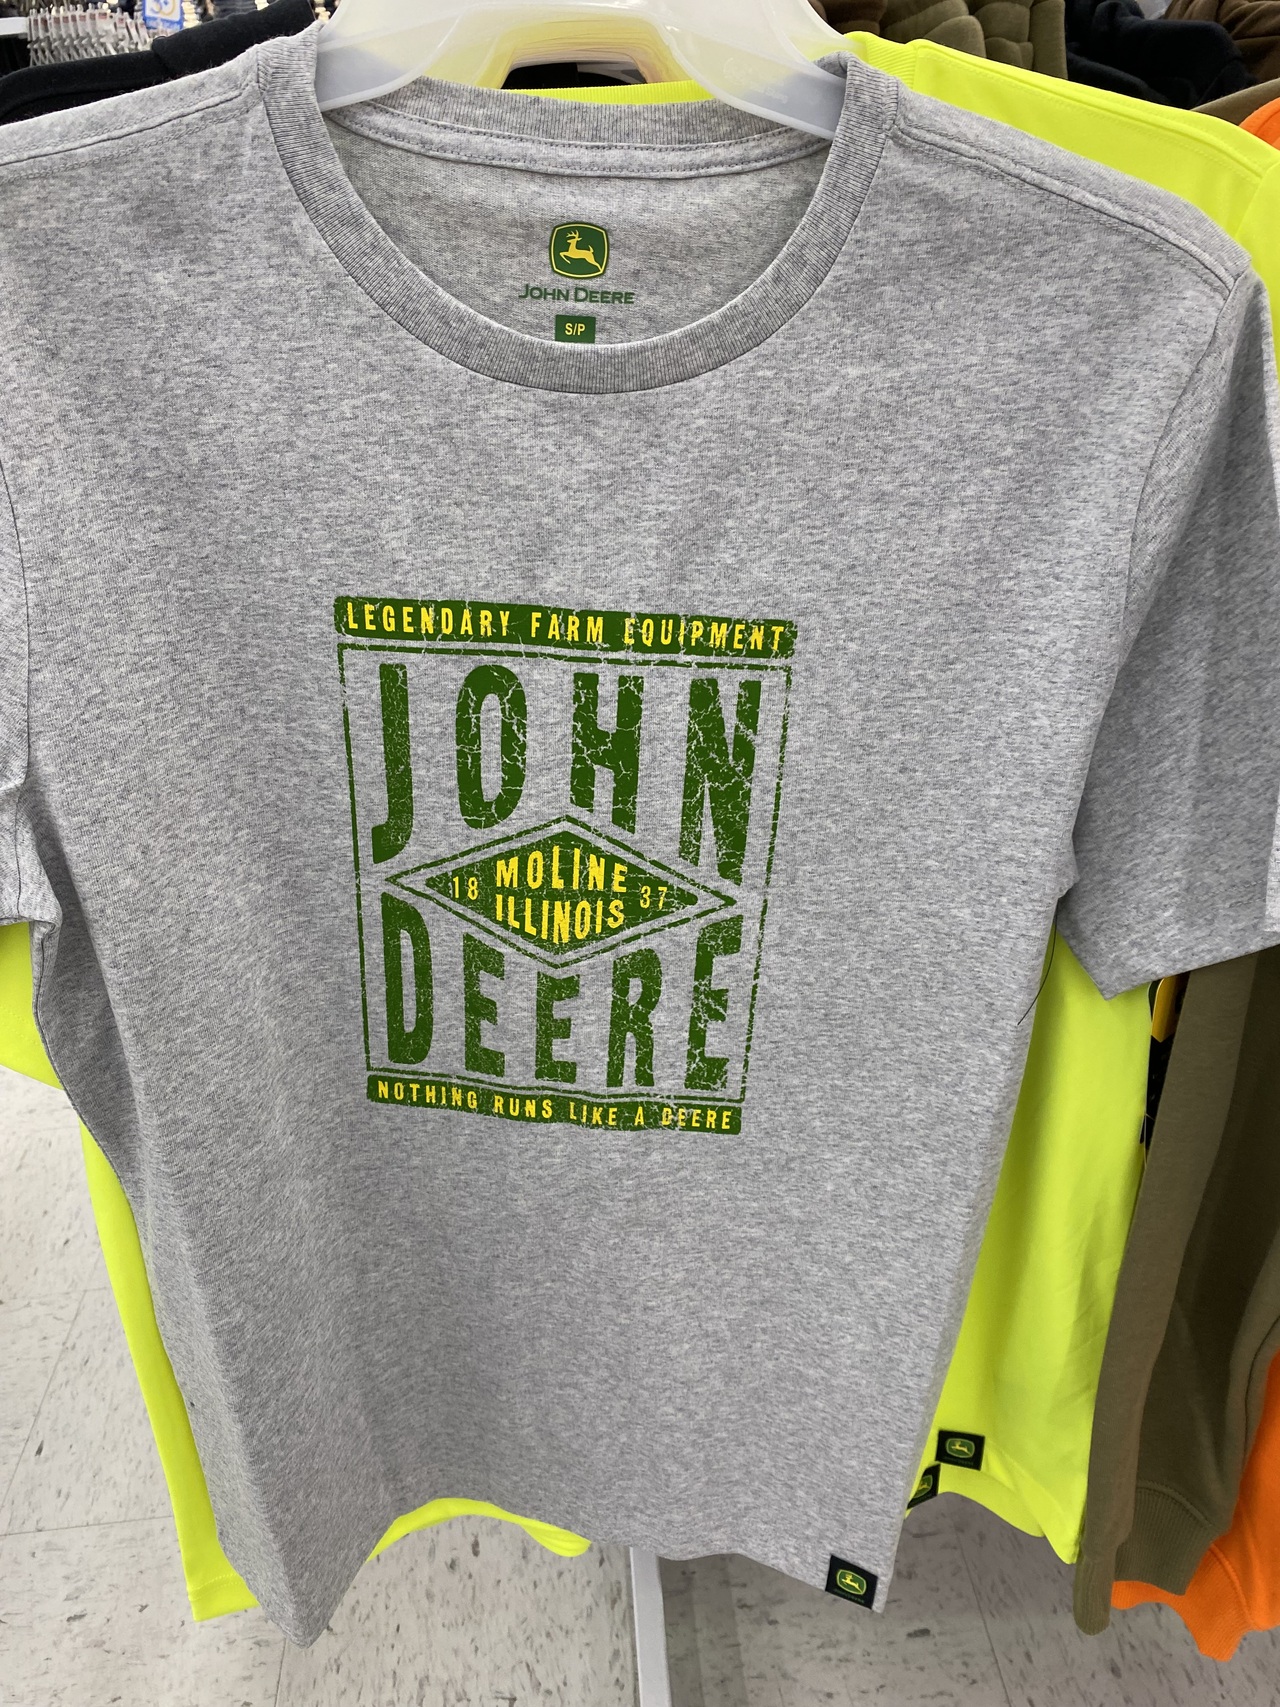 JOHN DEERE
S/P
LEGENDARY FARM EQUIPMENT
JOHN
18 MOLINE 37
ILLINOIS
DEERE
NOTHING RUNS LIKE A DEERE